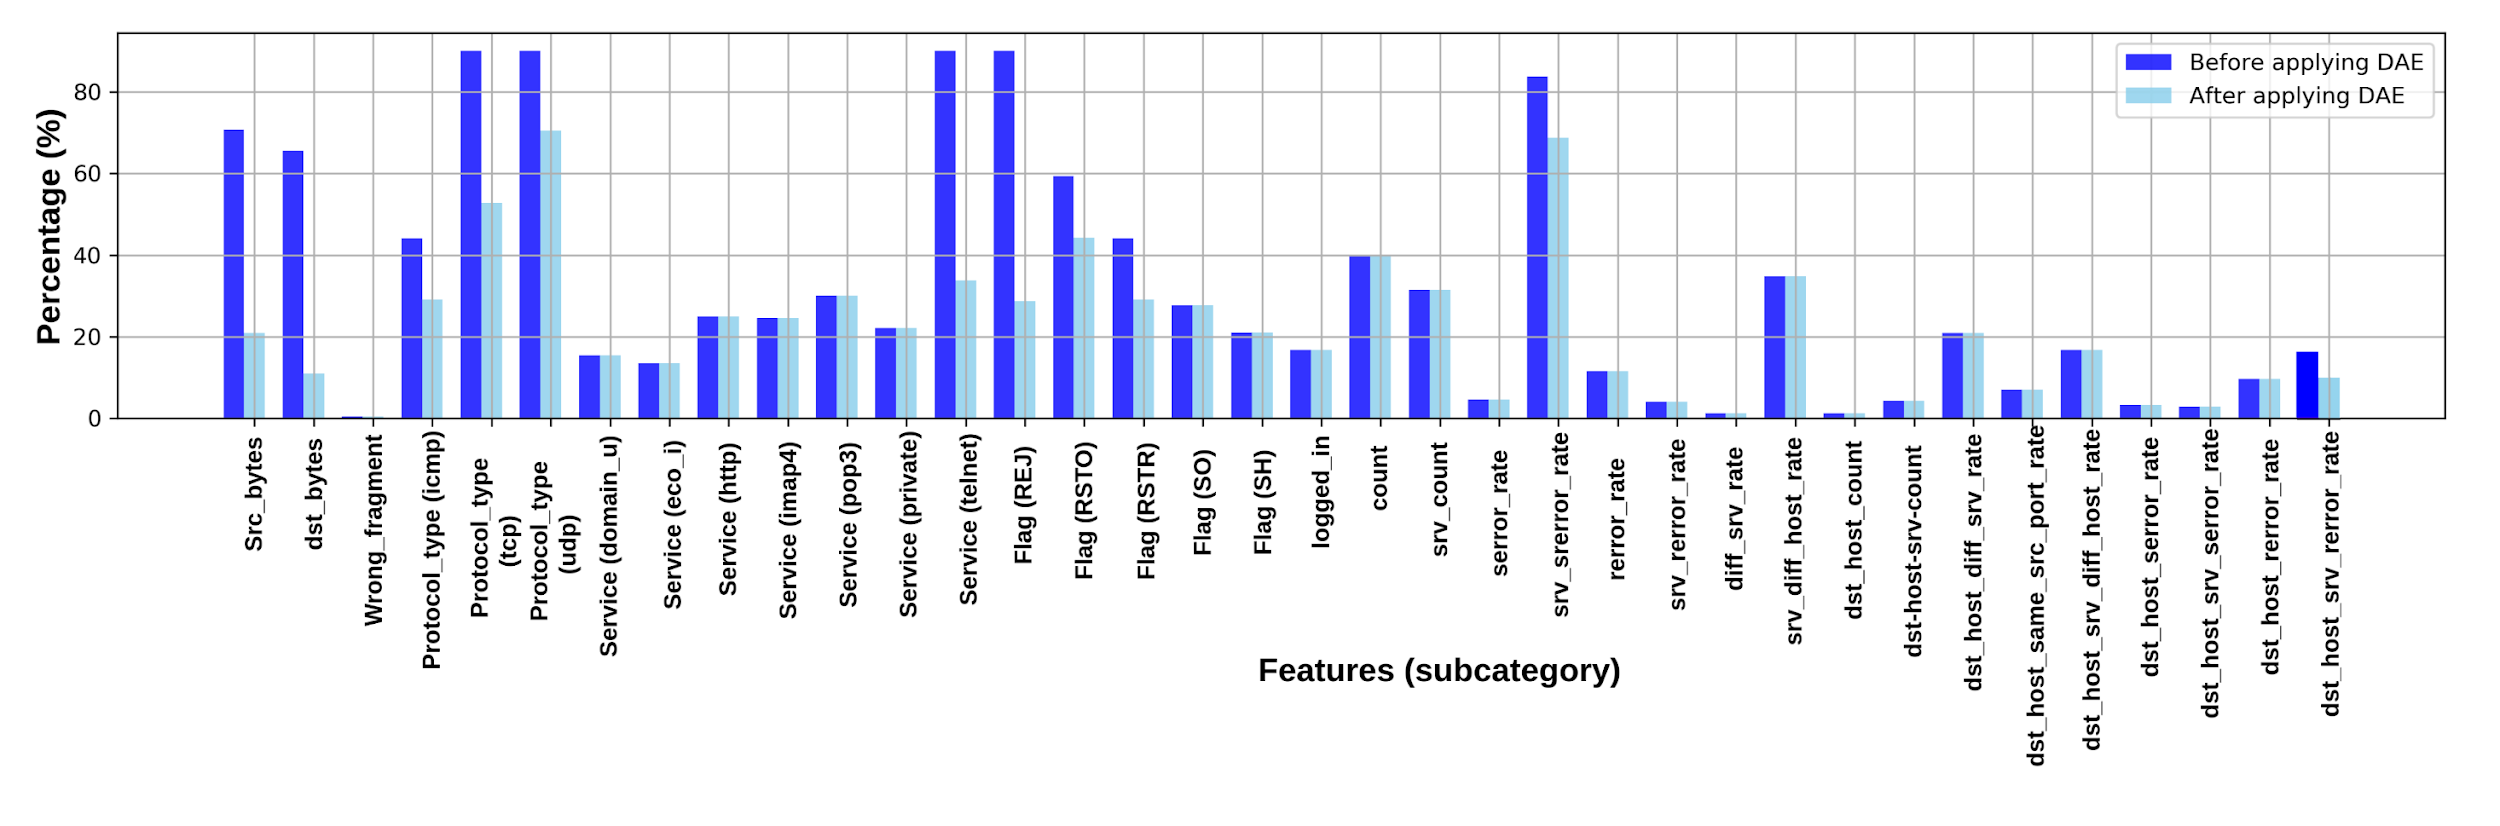 Percentage (%)
80
60
40
20
0
Before applying DAE
After applying DAE
Src_bytes
dst_bytes
Wrong_fragment
Protocol_type (icmp)
Protocol_type
(tcp)
Protocol_type
(udp)
Service (domain_u)
Service (eco_i)
Service (http)
Service (imap4)
Service (pop3)
Service (private)
Service (telnet)
Flag (REJ)
Flag (RSTO)
Flag (RSTR)
Flag (SO)
Flag (SH)
logged_in
count
srv_count
serror_rate
srv_srerror_rate
rerror_rate
srv_rerror_rate
diff_srv_rate
srv_diff_host_rate
dst_host_count
dst-host-srv-count
dst_host_diff_srv_rate
dst_host_same_src_port_rate
dst_host_srv_diff_host_rate
dst_host_serror_rate
dst_host_srv_serror_rate
dst_host_rerror_rate
dst_host_srv_rerror_rate
Features (subcategory)